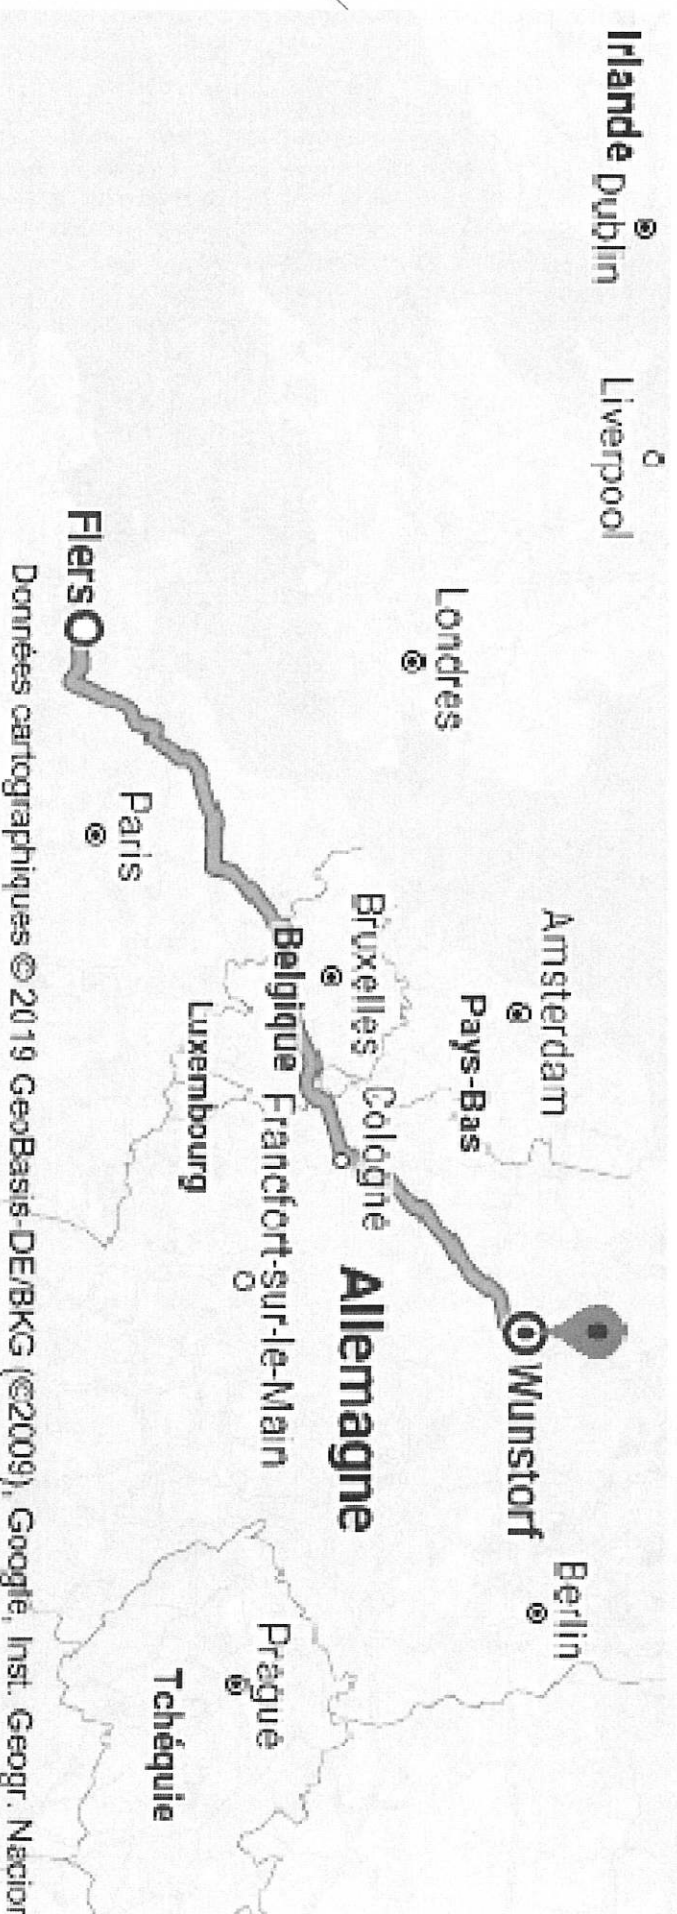 Irlande
Dublin
Liverpool
Londres
Amsterdam
Pays-Bas
Wunstorf
Berlin
Bruxelles
Cologne
Allemagne
Belgique
Francfort-sur-le-Main
Prague
Tchéquie
Luxembourg
Paris
Flers
Données cartographiques © 2019 GeoBasis-DE/BKG (©2009), Google, Inst. Geogr. Nacion